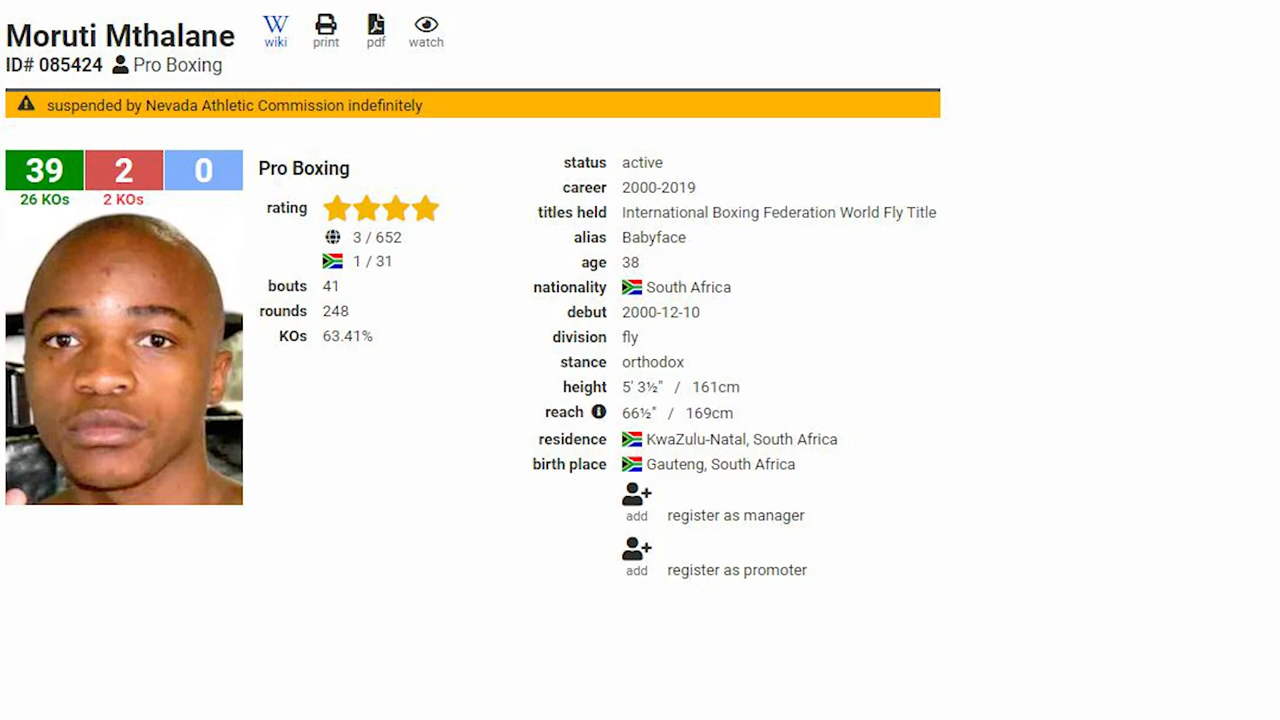 Moruti Mthalane
wiki print pdf watch
ID# 085424 Pro Boxing
suspended by Nevada Athletic Commission indefinitely
39 2 0
26 KOs 2 KOs
Pro Boxing
rating
3 / 652
1 / 31
bouts 41
rounds 248
KOs 63.41%
status active
career 2000-2019
titles held International Boxing Federation World Fly Title
alias Babyface
age 38
nationality South Africa
debut 2000-12-10
division fly
stance orthodox
height 5' 3½" / 161cm
reach 66½" / 169cm
residence KwaZulu-Natal, South Africa
birth place Gauteng, South Africa
add register as manager
add register as promoter